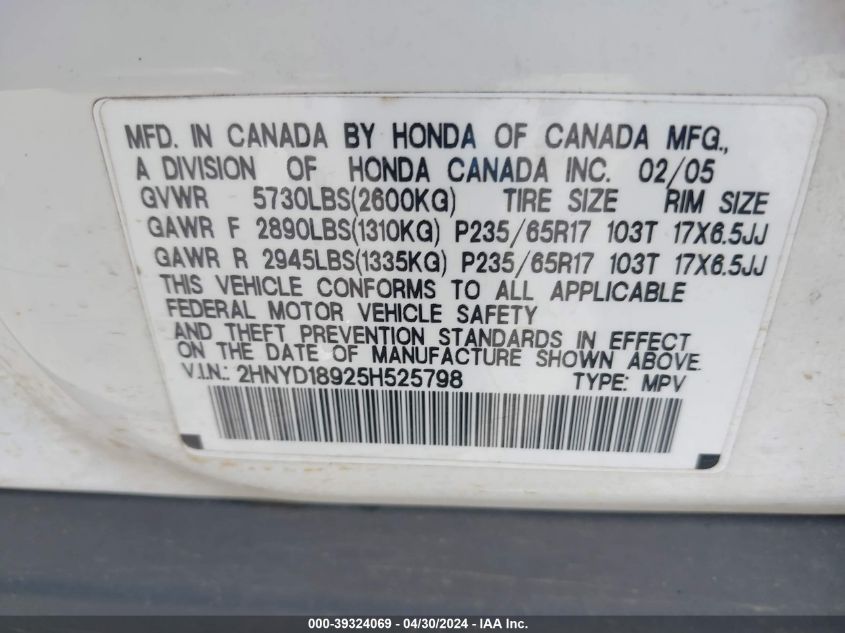 MFD. IN CANADA BY HONDA OF CANADA MFG.,
A DIVISION OF HONDA CANADA INC. 02/05
GVWR 5730LBS(2600KG) TIRE SIZE RIM SIZE
GAWR F 2890LBS(1310KG) P235/65R17 103T 17X6.5JJ
GAWR R 2945LBS(1335KG) P235/65R17 103T 17X6.5JJ
THIS VEHICLE CONFORMS TO ALL APPLICABLE
FEDERAL MOTOR VEHICLE SAFETY
AND THEFT PREVENTION STANDARDS IN EFFECT
ON THE DATE OF MANUFACTURE SHOWN ABOVE.
V.I.N.: 2HNYD18925H525798 TYPE: MPV
000-39324069 - 04/30/2024 - IAA Inc.